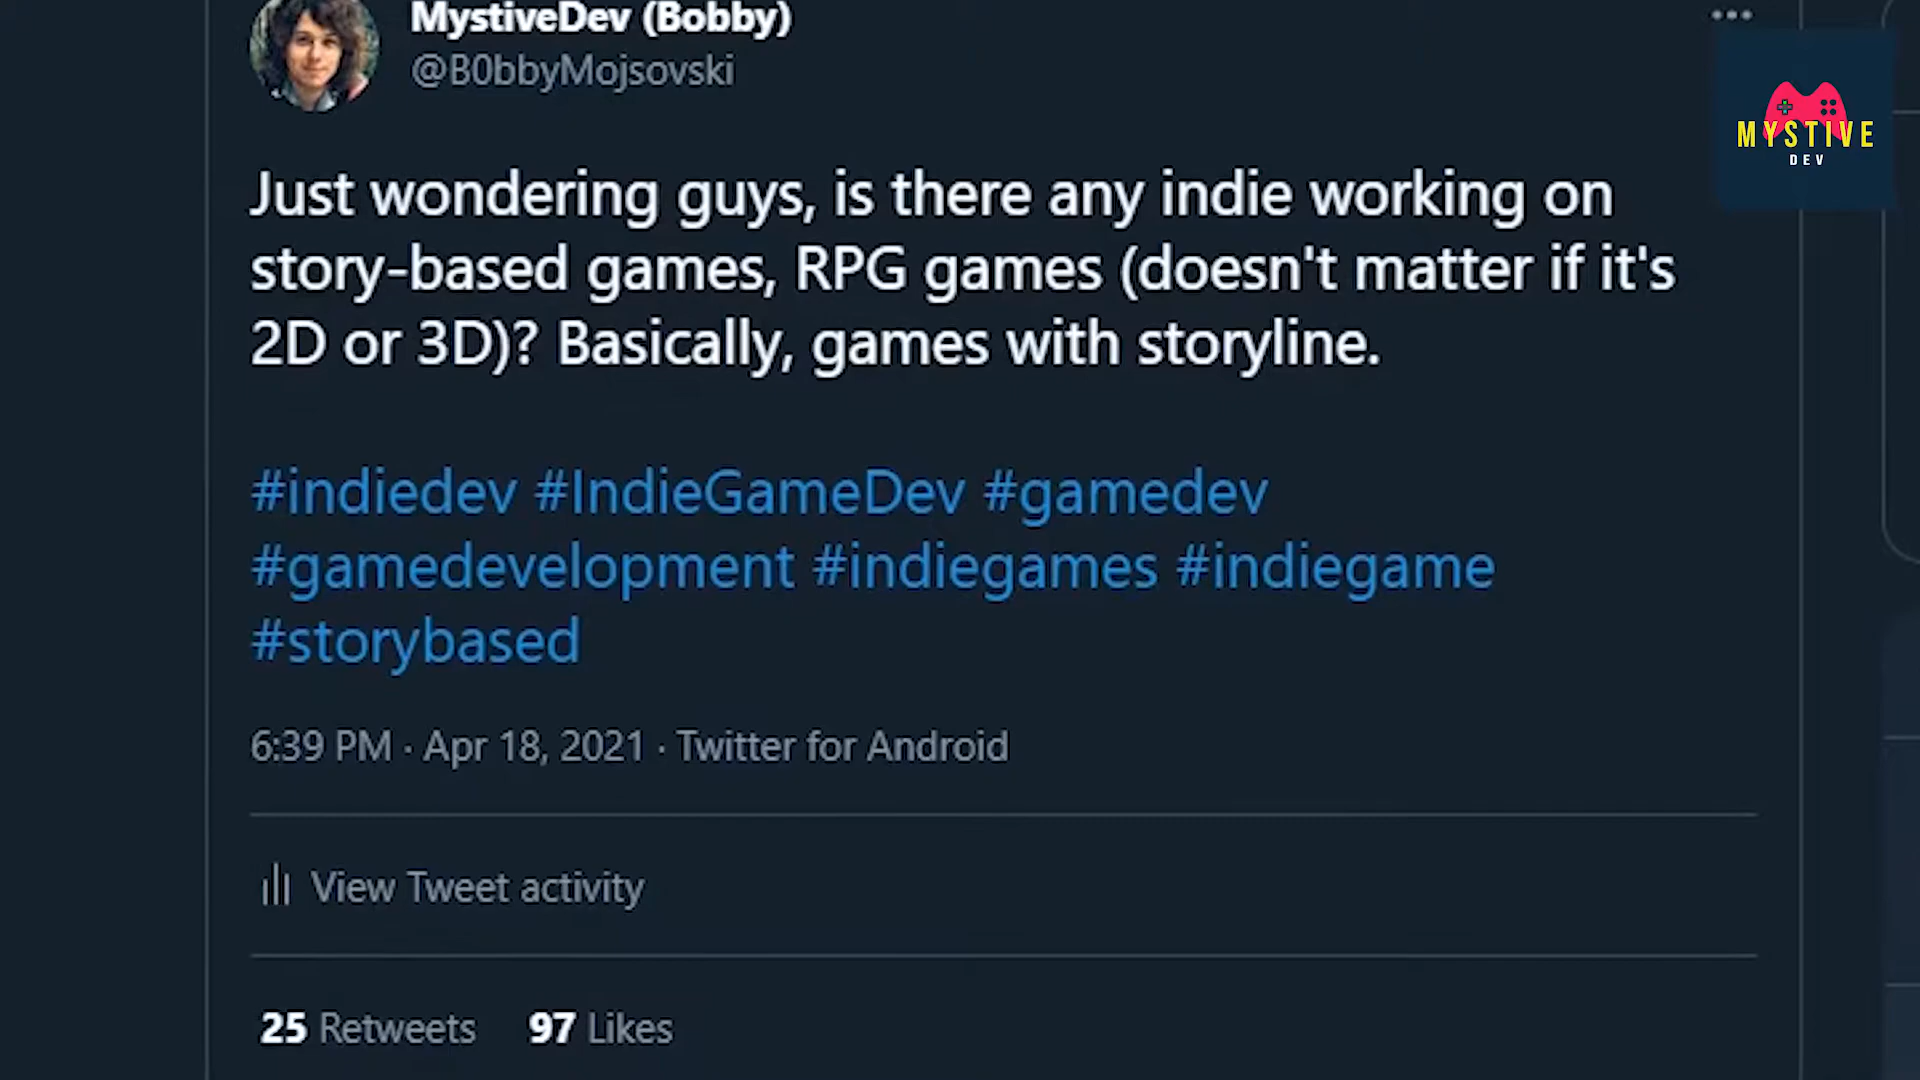 MystiveDev (Bobby)
@B0bbyMojsovski
MYSTIVE
DEV
Just wondering guys, is there any indie working on
story-based games, RPG games (doesn't matter if it's
2D or 3D)? Basically, games with storyline.
#indiedev #IndieGameDev #gamedev
#gamedevelopment #indiegames #indiegame
#storybased
6:39 PM · Apr 18, 2021 · Twitter for Android
View Tweet activity
25 Retweets 97 Likes